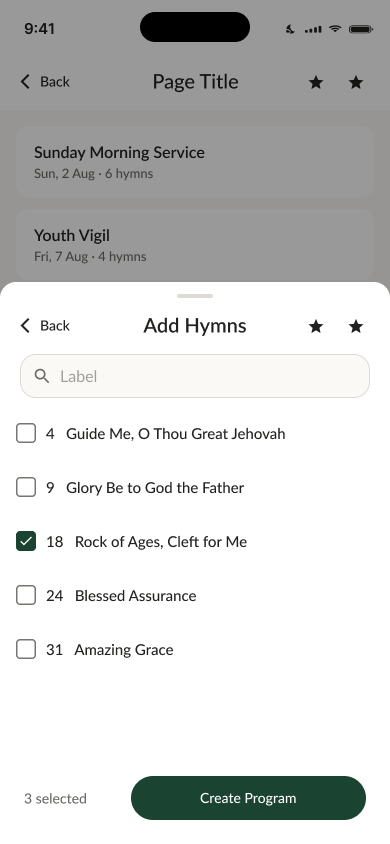 9:41
Back
Page Title
Sunday Morning Service
Sun, 2 Aug · 6 hymns
Youth Vigil
Fri, 7 Aug · 4 hymns
Back
Add Hymns
Label
4 Guide Me, O Thou Great Jehovah
9 Glory Be to God the Father
18 Rock of Ages, Cleft for Me
24 Blessed Assurance
31 Amazing Grace
3 selected
Create Program